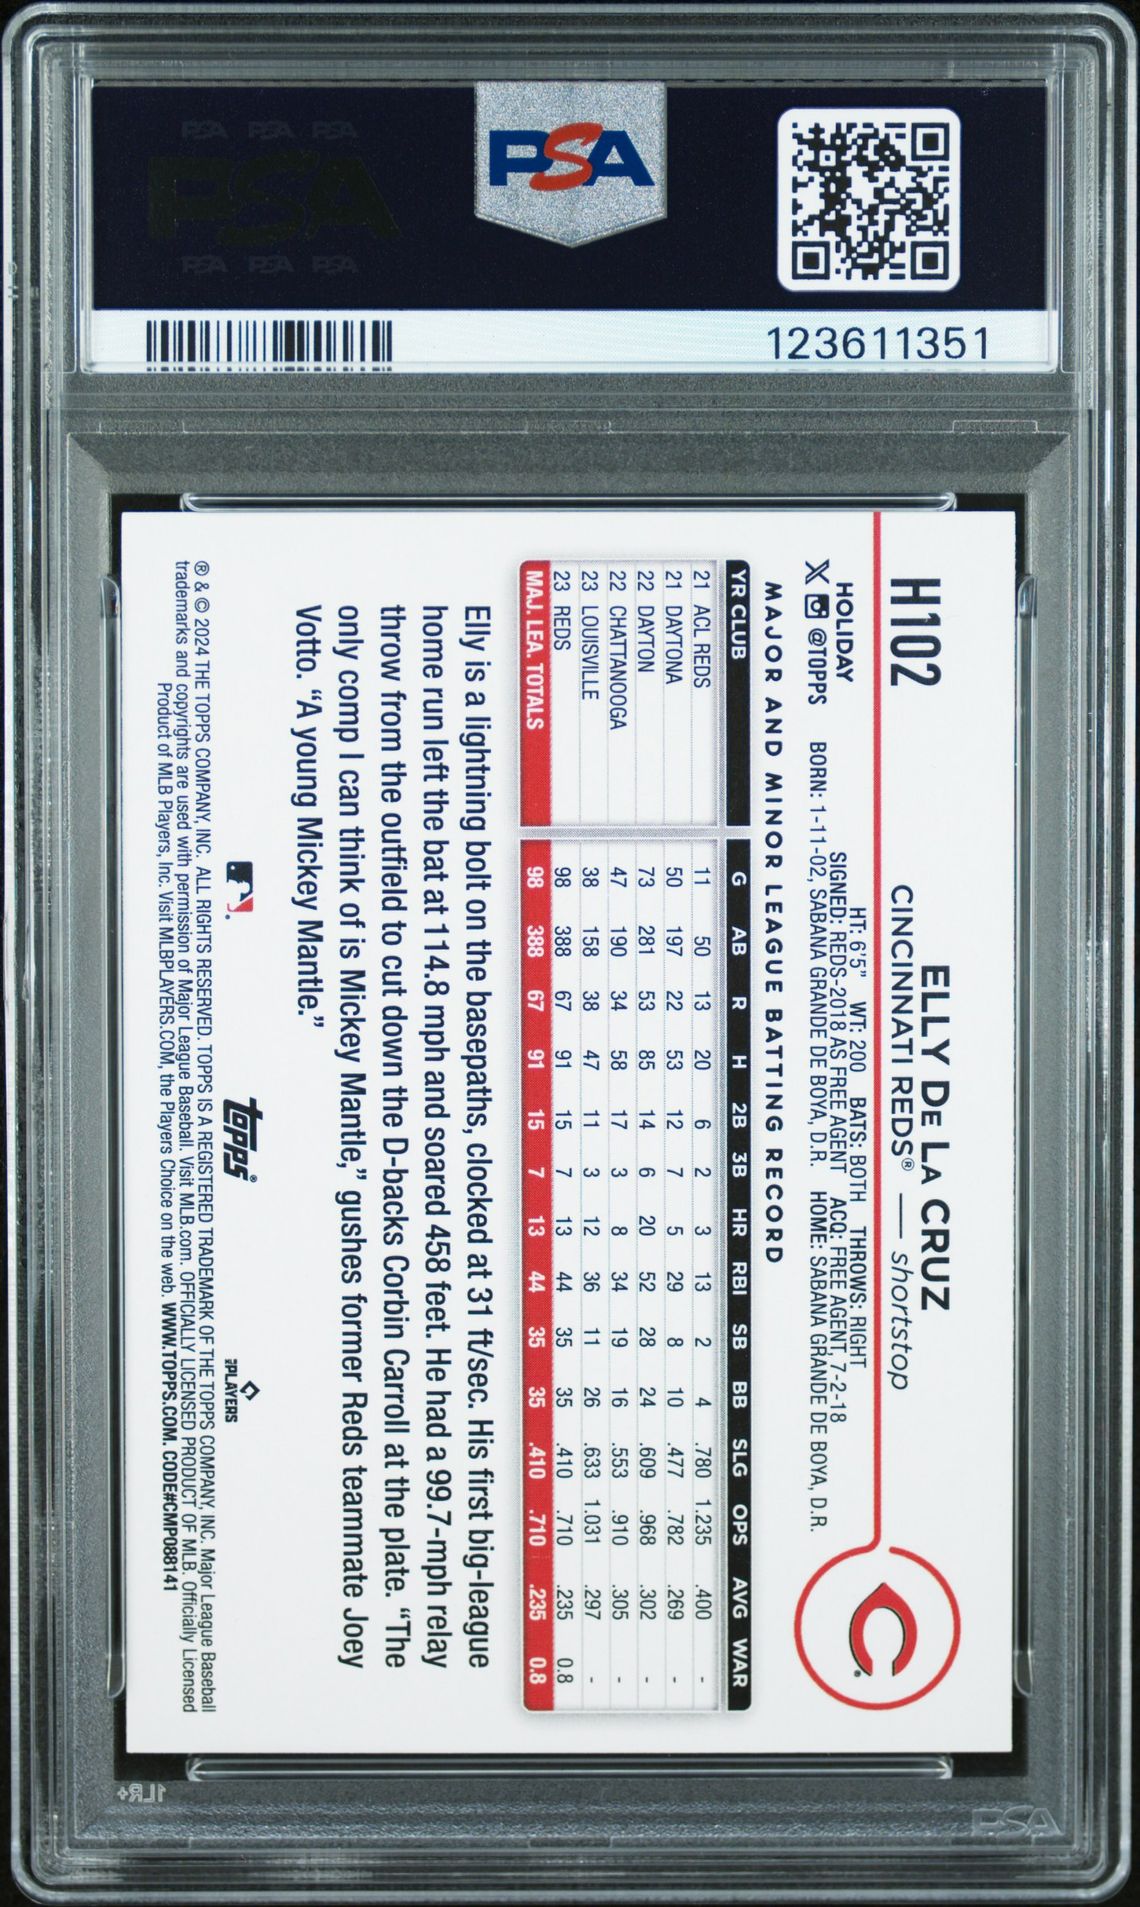 PSA PSA PSA
PSA
PSA PSA PSA
PSA
123611351
H102
ELLY DE LA CRUZ
CINCINNATI REDS® — shortstop
HOLIDAY
X @TOPPS
HT: 6'5" WT: 200 BATS: BOTH THROWS: RIGHT
SIGNED: REDS-2018 AS FREE AGENT ACQ: FREE AGENT, 7-2-18
BORN: 1-11-02, SABANA GRANDE DE BOYA, D.R. HOME: SABANA GRANDE DE BOYA, D.R.
C
MAJOR AND MINOR LEAGUE BATTING RECORD
YR CLUB G AB R H 2B 3B HR RBI SB BB SLG OPS AVG WAR
21 ACL REDS 11 50 13 20 6 2 3 13 2 4 .780 1.235 .400 -
21 DAYTONA 50 197 22 53 12 7 5 29 8 10 .477 .782 .269 -
22 DAYTON 73 281 53 85 14 6 20 52 28 24 .609 .968 .302 -
22 CHATTANOOGA 47 190 34 58 17 3 8 34 19 16 .553 .910 .305 -
23 LOUISVILLE 38 158 38 47 11 3 12 36 11 26 .633 1.031 .297 -
23 REDS 98 388 67 91 15 7 13 44 35 35 .410 .710 .235 0.8
MAJ. LEA. TOTALS 98 388 67 91 15 7 13 44 35 35 .410 .710 .235 0.8
Elly is a lightning bolt on the basepaths, clocked at 31 ft/sec. His first big-league
home run left the bat at 114.8 mph and soared 458 feet. He had a 99.7-mph relay
throw from the outfield to cut down the D-backs Corbin Carroll at the plate. “The
only comp I can think of is Mickey Mantle,” gushes former Reds teammate Joey
Votto. “A young Mickey Mantle.”
topps®
PLAYERS
® & © 2024 THE TOPPS COMPANY, INC. ALL RIGHTS RESERVED. TOPPS IS A REGISTERED TRADEMARK OF THE TOPPS COMPANY, INC. Major League Baseball
trademarks and copyrights are used with permission of Major League Baseball. Visit MLB.com. OFFICIALLY LICENSED PRODUCT OF MLB. Officially Licensed
Product of MLB Players, Inc. Visit MLBPLAYERS.COM, the Players Choice on the web. WWW.TOPPS.COM. CODE#CMP088141
1LR+
PSA